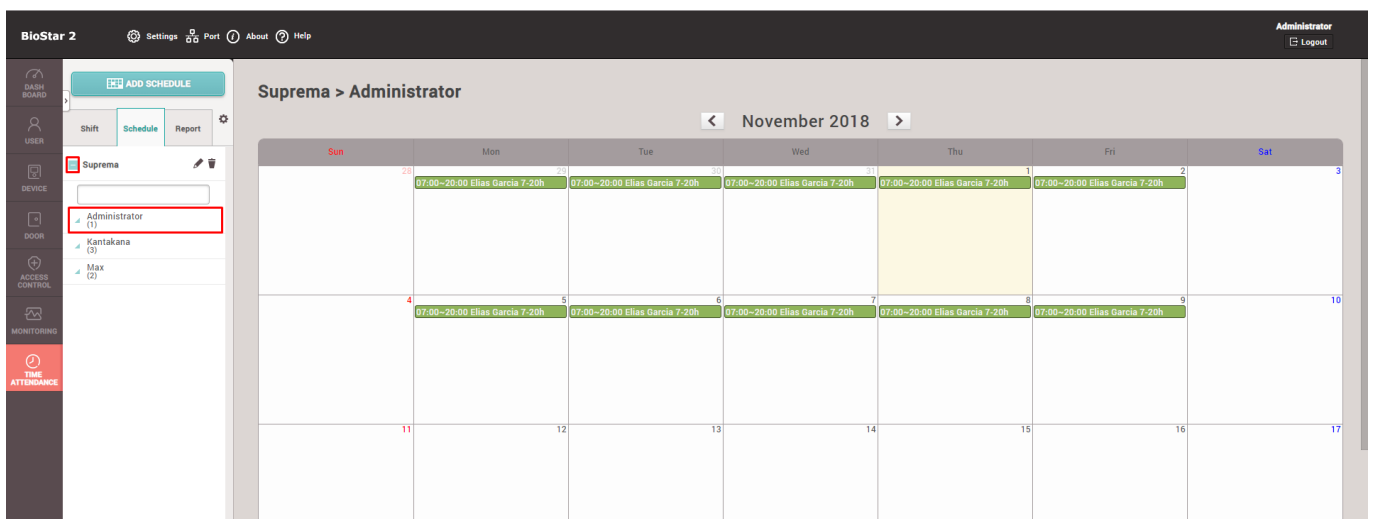 BioStar 2
Settings
Port
About
Help
Administrator
Logout
DASH
BOARD
USER
DEVICE
DOOR
ACCESS
CONTROL
MONITORING
TIME
ATTENDANCE
ADD SCHEDULE
Shift
Schedule
Report
Suprema
Administrator
(1)
Kantakana
(3)
Max
(2)
Suprema > Administrator
November 2018
Sun Mon Tue Wed Thu Fri Sat
28 29 30 31 1 2 3
07:00~20:00 Elias Garcia 7-20h 07:00~20:00 Elias Garcia 7-20h 07:00~20:00 Elias Garcia 7-20h 07:00~20:00 Elias Garcia 7-20h 07:00~20:00 Elias Garcia 7-20h
4 5 6 7 8 9 10
07:00~20:00 Elias Garcia 7-20h 07:00~20:00 Elias Garcia 7-20h 07:00~20:00 Elias Garcia 7-20h 07:00~20:00 Elias Garcia 7-20h 07:00~20:00 Elias Garcia 7-20h
11 12 13 14 15 16 17